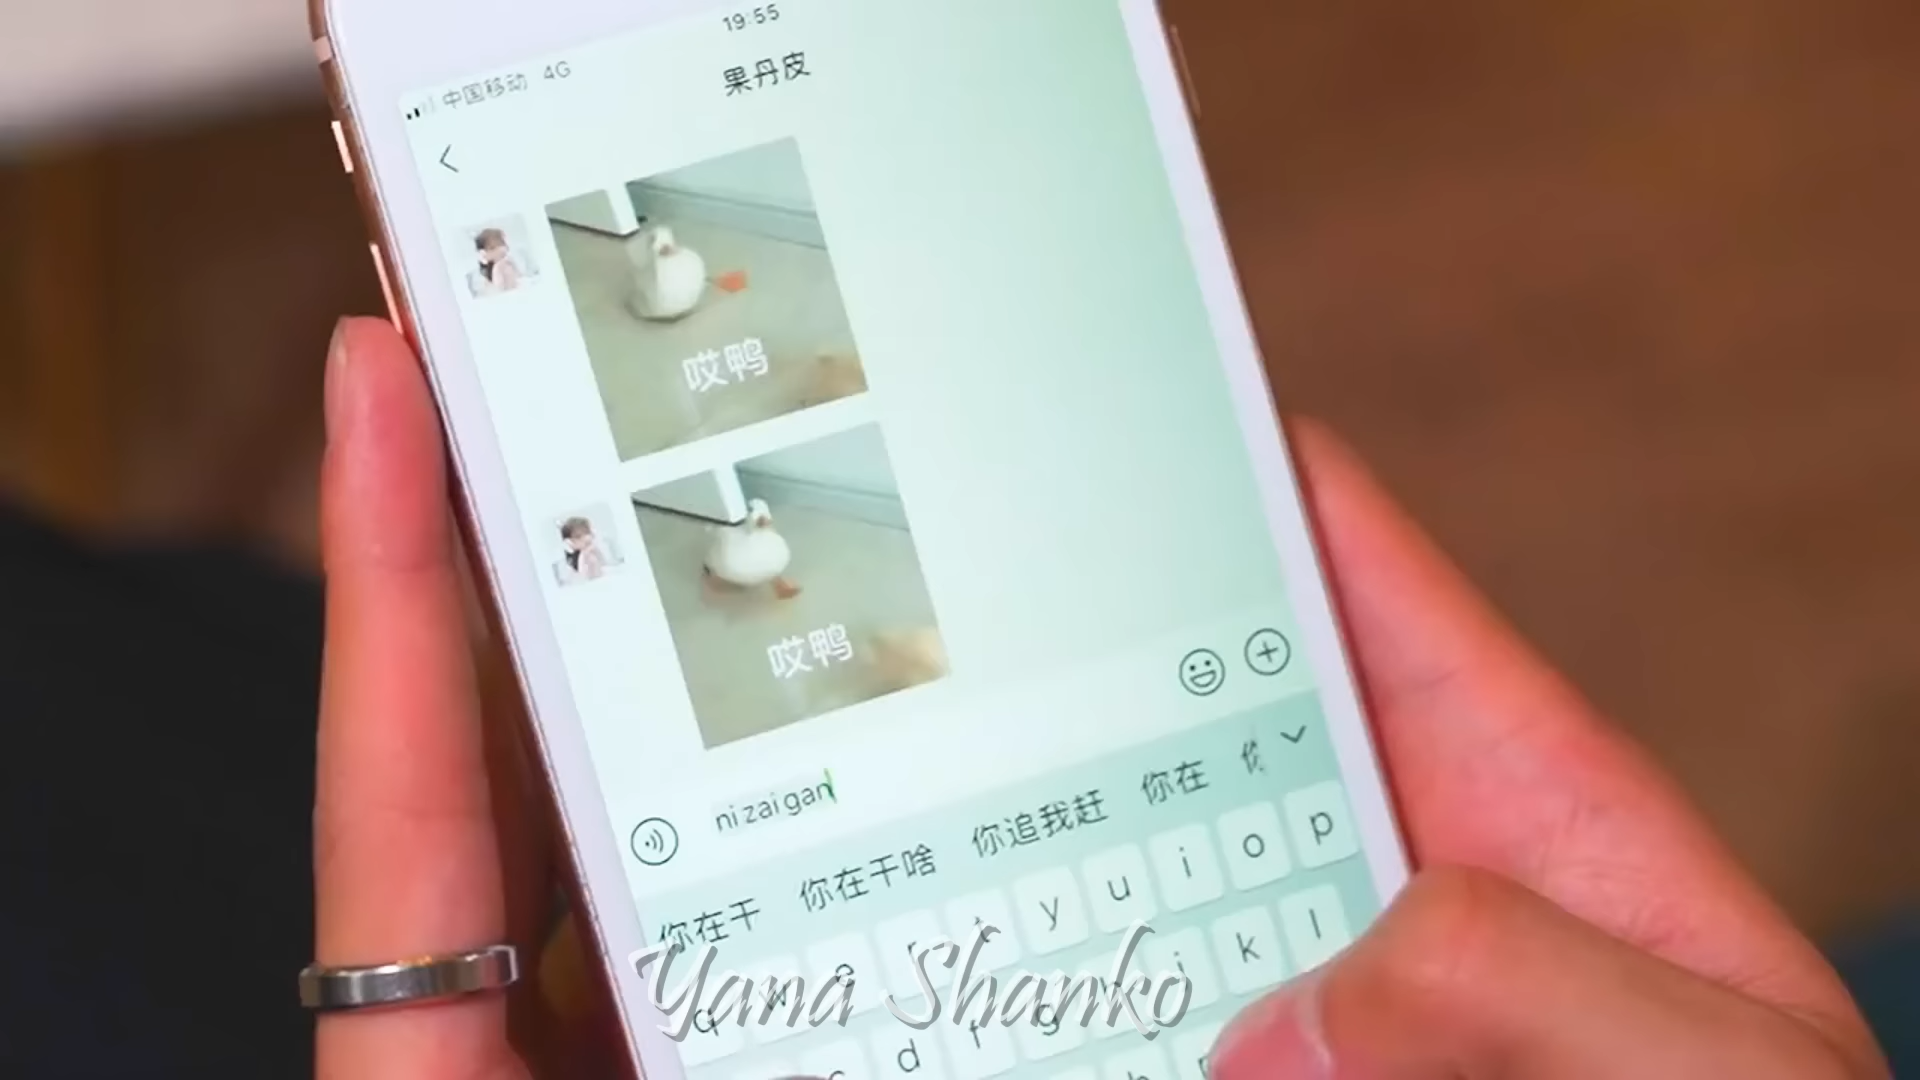 19:55
中国移动 4G
果丹皮
哎鸭
哎鸭
ni zai gan
你在干 你在干啥 你追我赶 你在
q w e r t y u i o p
d f g h j k l
Yana Shanko